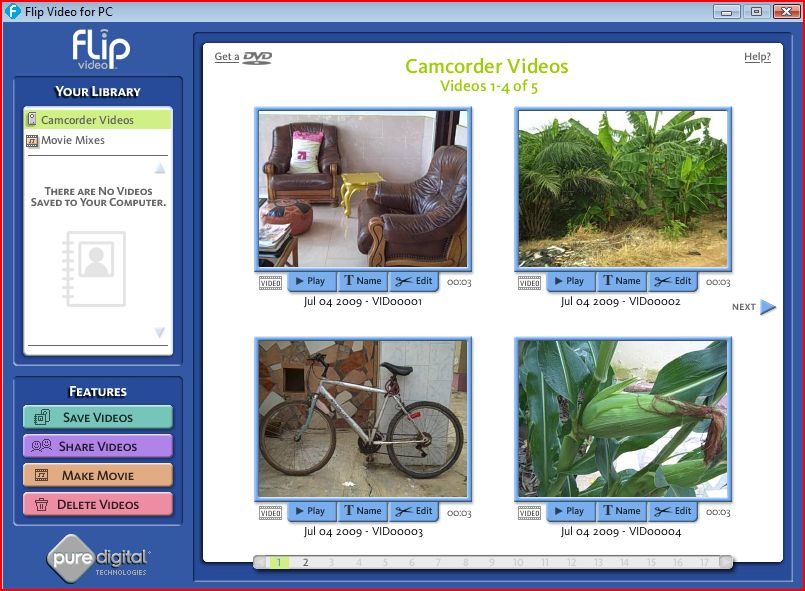 Flip Video for PC
flip
video
YOUR LIBRARY
Camcorder Videos
Movie Mixes
THERE ARE NO VIDEOS
SAVED TO YOUR COMPUTER.
FEATURES
SAVE VIDEOS
SHARE VIDEOS
MAKE MOVIE
DELETE VIDEOS
pure digital
TECHNOLOGIES
Get a DVD
Help?
Camcorder Videos
Videos 1-4 of 5
VIDEO Play T Name Edit 00:03
Jul 04 2009 - VID00001
VIDEO Play T Name Edit 00:03
Jul 04 2009 - VID00002
NEXT
VIDEO Play T Name Edit 00:03
Jul 04 2009 - VID00003
VIDEO Play T Name Edit 00:03
Jul 04 2009 - VID00004
1 2 3 4 5 6 7 8 9 10 11 12 13 14 15 16 17